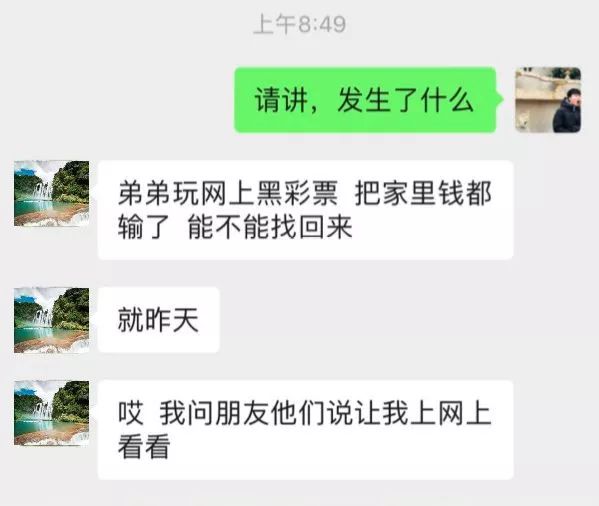 上午8:49
请讲，发生了什么
弟弟玩网上黑彩票 把家里钱都
输了 能不能找回来
就昨天
哎 我问朋友他们说让我上网上
看看